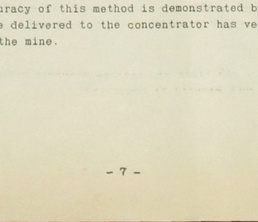 uracy of this method is demonstrated b
e delivered to the concentrator has ve
the mine.
- 7 -